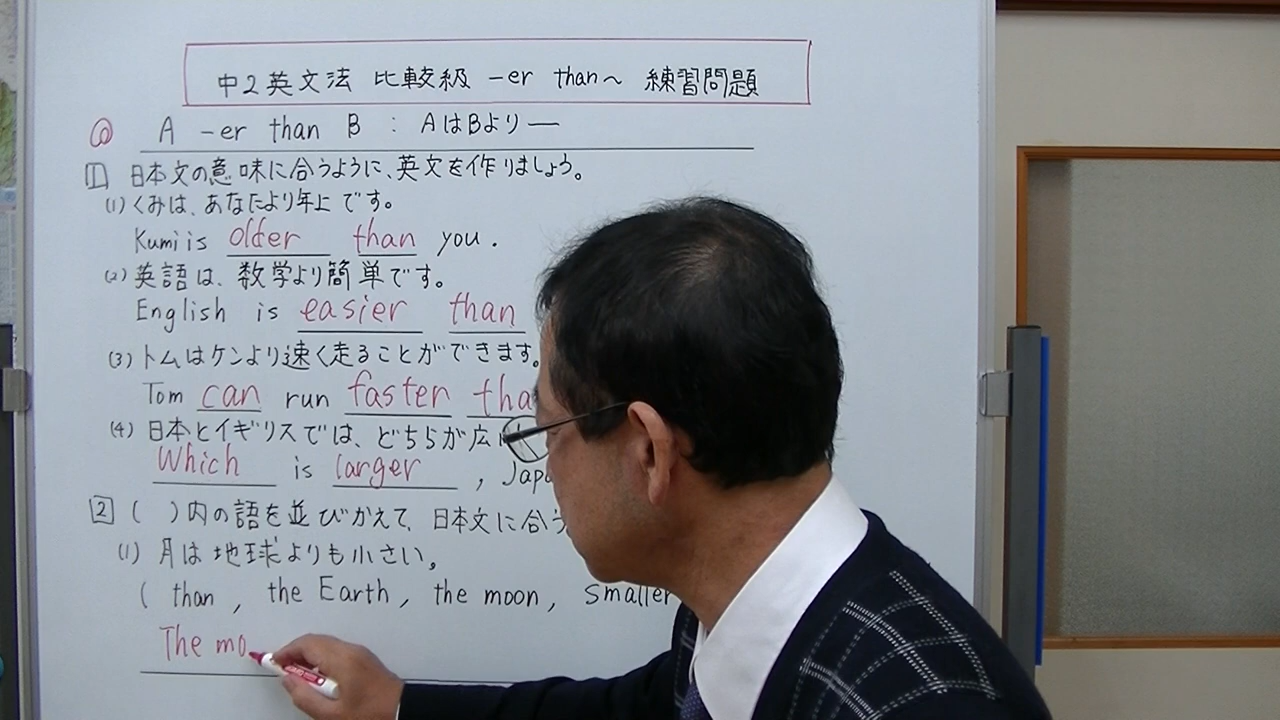 中2英文法 比較級 -er than～ 練習問題
◎ A -er than B : AはBより―
1 日本文の意味に合うように、英文を作りましょう。
(1) くみは、あなたより年上です。
Kumi is older than you.
(2) 英語は、数学より簡単です。
English is easier than
(3) トムはケンより速く走ることができます。
Tom can run faster tha
(4) 日本とイギリスでは、どちらが広
Which is larger , Japa
2 ( )内の語を並びかえて、日本文に合う
(1) 月は地球よりも小さい。
( than , the Earth , the moon , smaller
The mo